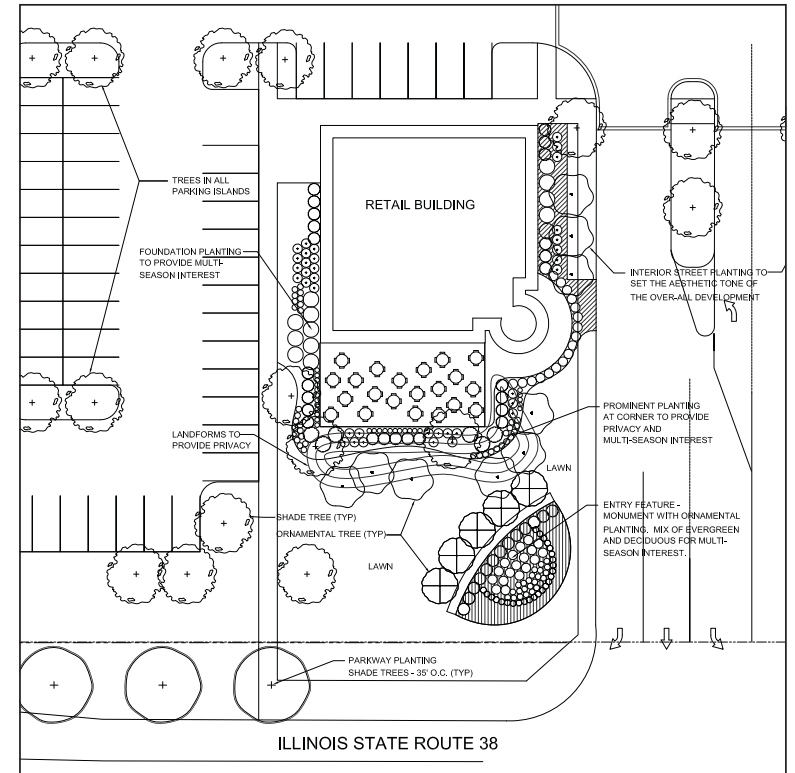 RETAIL BUILDING
TREES IN ALL
PARKING ISLANDS
FOUNDATION PLANTING
TO PROVIDE MULTI-
SEASON INTEREST
INTERIOR STREET PLANTING TO
SET THE AESTHETIC TONE OF
THE OVER-ALL DEVELOPMENT
PROMINENT PLANTING
AT CORNER TO PROVIDE
PRIVACY AND
MULTI-SEASON INTEREST
LANDFORMS TO
PROVIDE PRIVACY
LAWN
ENTRY FEATURE -
MONUMENT WITH ORNAMENTAL
PLANTING. MIX OF EVERGREEN
AND DECIDUOUS FOR MULTI-
SEASON INTEREST.
SHADE TREE (TYP)
ORNAMENTAL TREE (TYP)
LAWN
PARKWAY PLANTING
SHADE TREES - 35' O.C. (TYP)
ILLINOIS STATE ROUTE 38